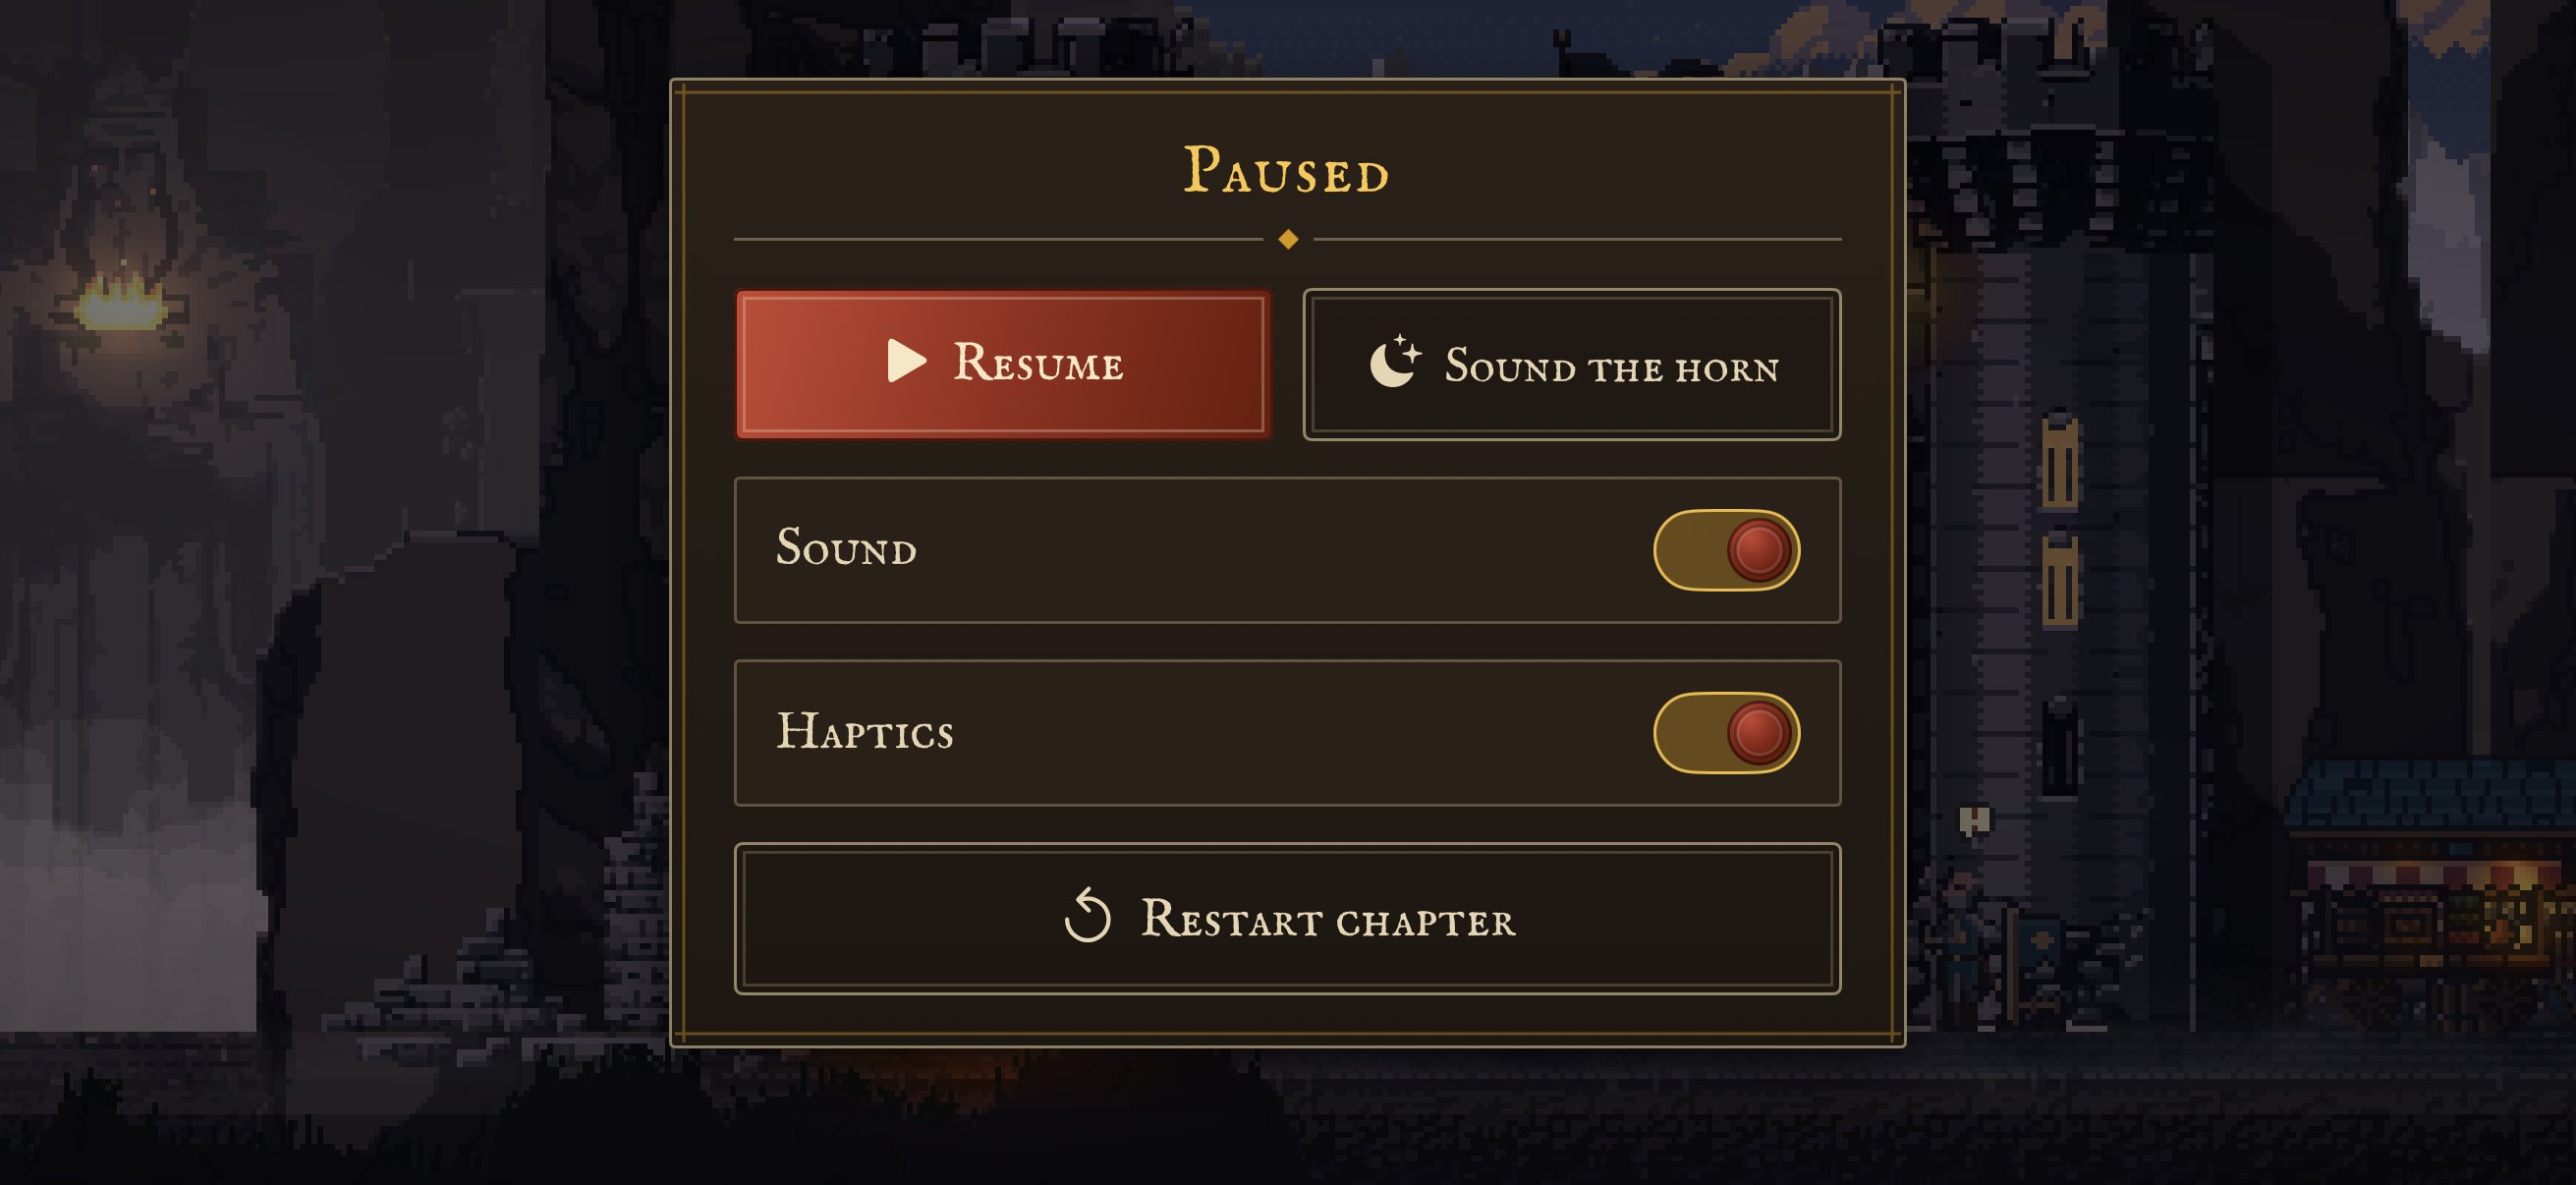 Paused
Resume
Sound the horn
Sound
Haptics
Restart chapter